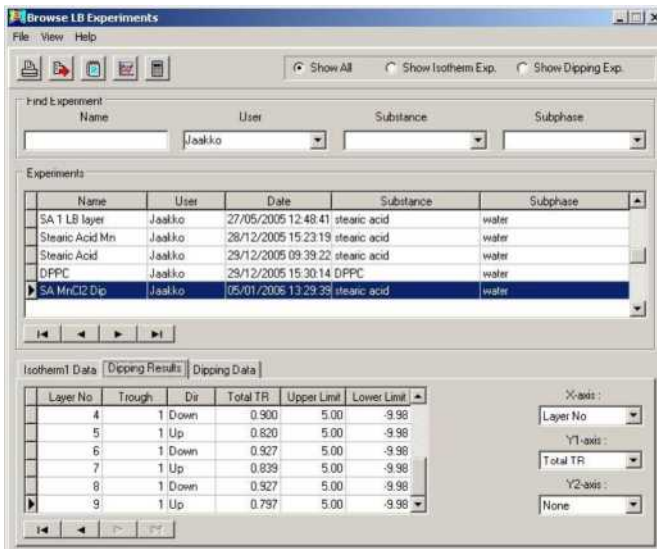 Browse LB Experiments
File View Help
Show All Show Isotherm Exp. Show Dipping Exp.
Find Experiment
Name User Substance Subphase
Jaakko
Experiments
Name User Date Substance Subphase
SA 1 LB layer Jaakko 27/05/2005 12:48:41 stearic acid water
Stearic Acid Mn Jaakko 28/12/2005 15:23:19 stearic acid water
Stearic Acid Jaakko 29/12/2005 09:39:22 stearic acid water
DPPC Jaakko 29/12/2005 15:30:14 DPPC water
SA MnCl2 Dip Jaakko 05/01/2006 13:29:39 stearic acid water
Isotherm1 Data Dipping Results Dipping Data
Layer No Trough Dir Total TR Upper Limit Lower Limit X-axis :
4 1 Down 0.900 5.00 -9.98 Layer No
5 1 Up 0.820 5.00 -9.98 Y1-axis :
6 1 Down 0.927 5.00 -9.98 Total TR
7 1 Up 0.839 5.00 -9.98
8 1 Down 0.927 5.00 -9.98 Y2-axis :
9 1 Up 0.797 5.00 -9.98 None